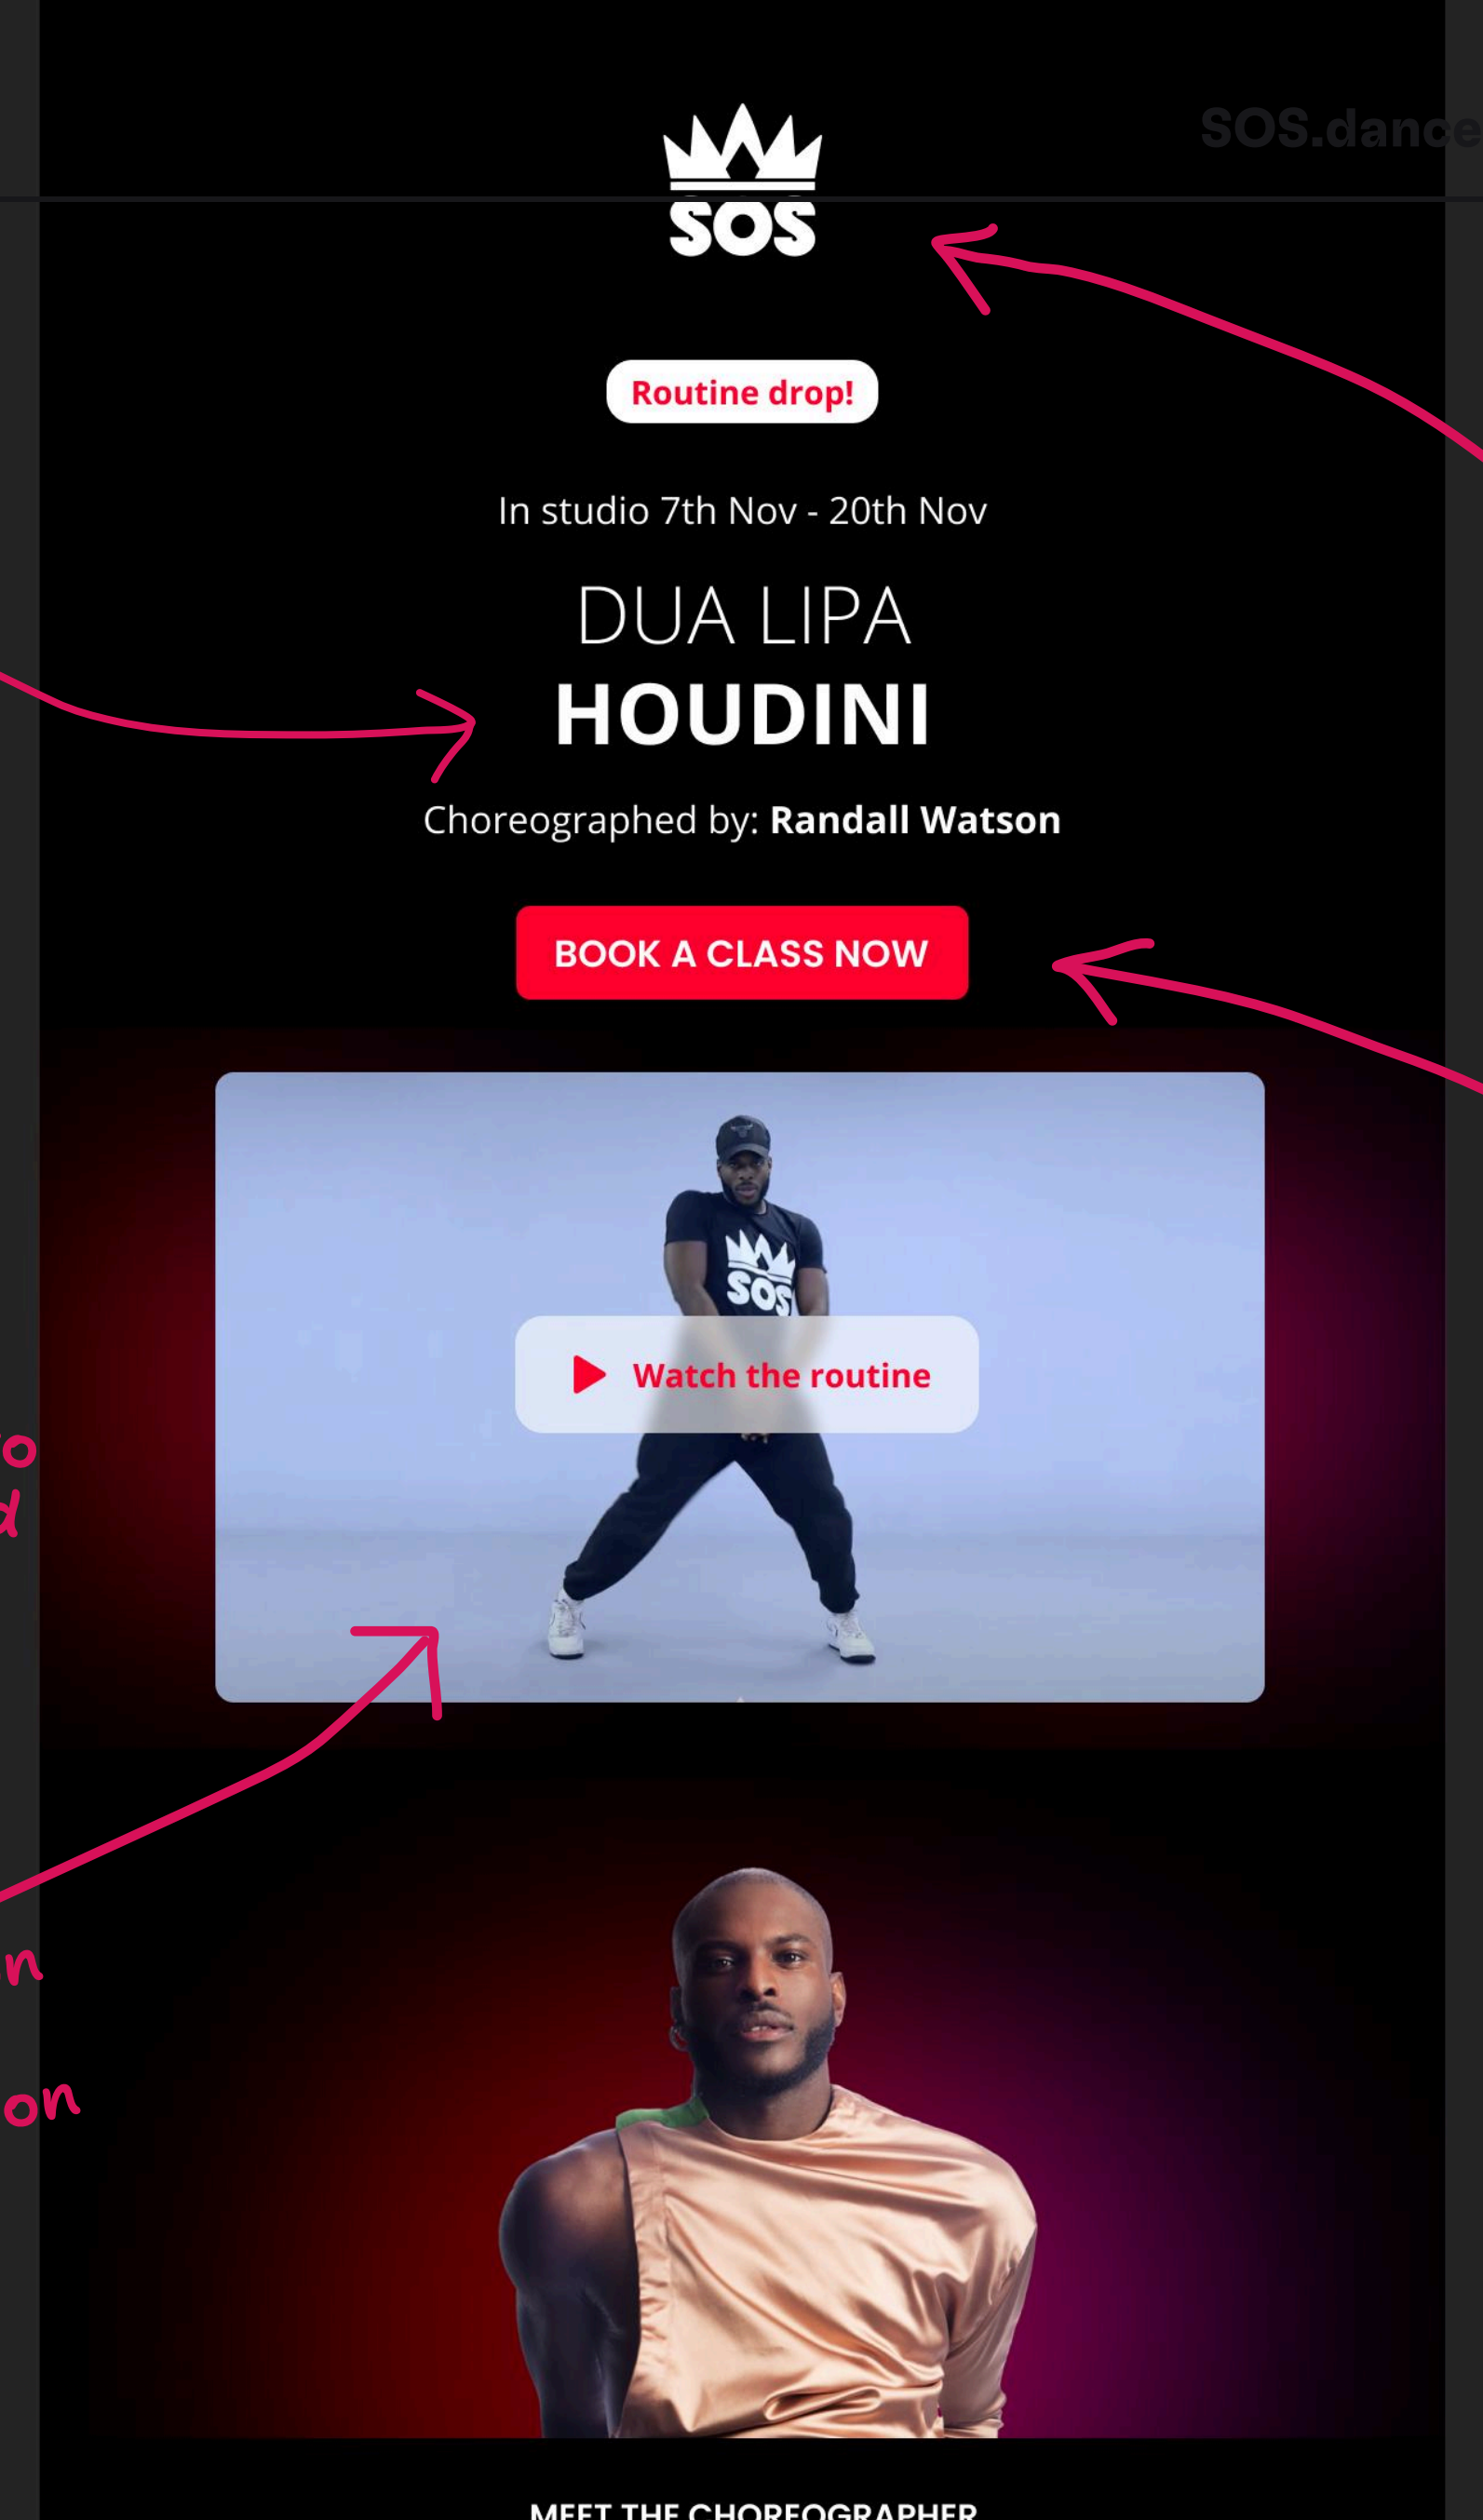 SOS.dance
SOS
Routine drop!
In studio 7th Nov - 20th Nov
DUA LIPA
HOUDINI
Choreographed by: Randall Watson
BOOK A CLASS NOW
SOS
Watch the routine
MEET THE CHOREOGRAPHER